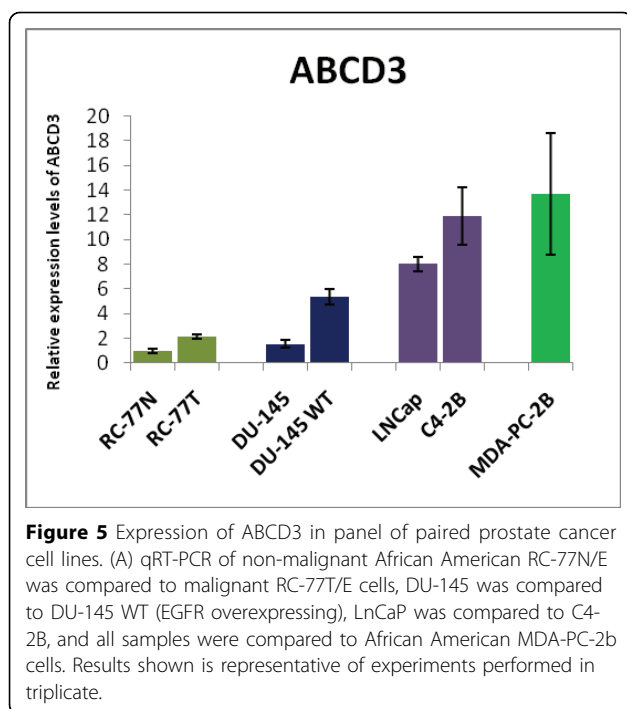 ABCD3
Relative expression levels of ABCD3
20
18
16
14
12
10
8
6
4
2
0
RC-77N
RC-77T
DU-145
DU-145 WT
LNCap
C4-2B
MDA-PC-2B
Figure 5 Expression of ABCD3 in panel of paired prostate cancer
cell lines. (A) qRT-PCR of non-malignant African American RC-77N/E
was compared to malignant RC-77T/E cells, DU-145 was compared
to DU-145 WT (EGFR overexpressing), LnCaP was compared to C4-
2B, and all samples were compared to African American MDA-PC-2b
cells. Results shown is representative of experiments performed in
triplicate.